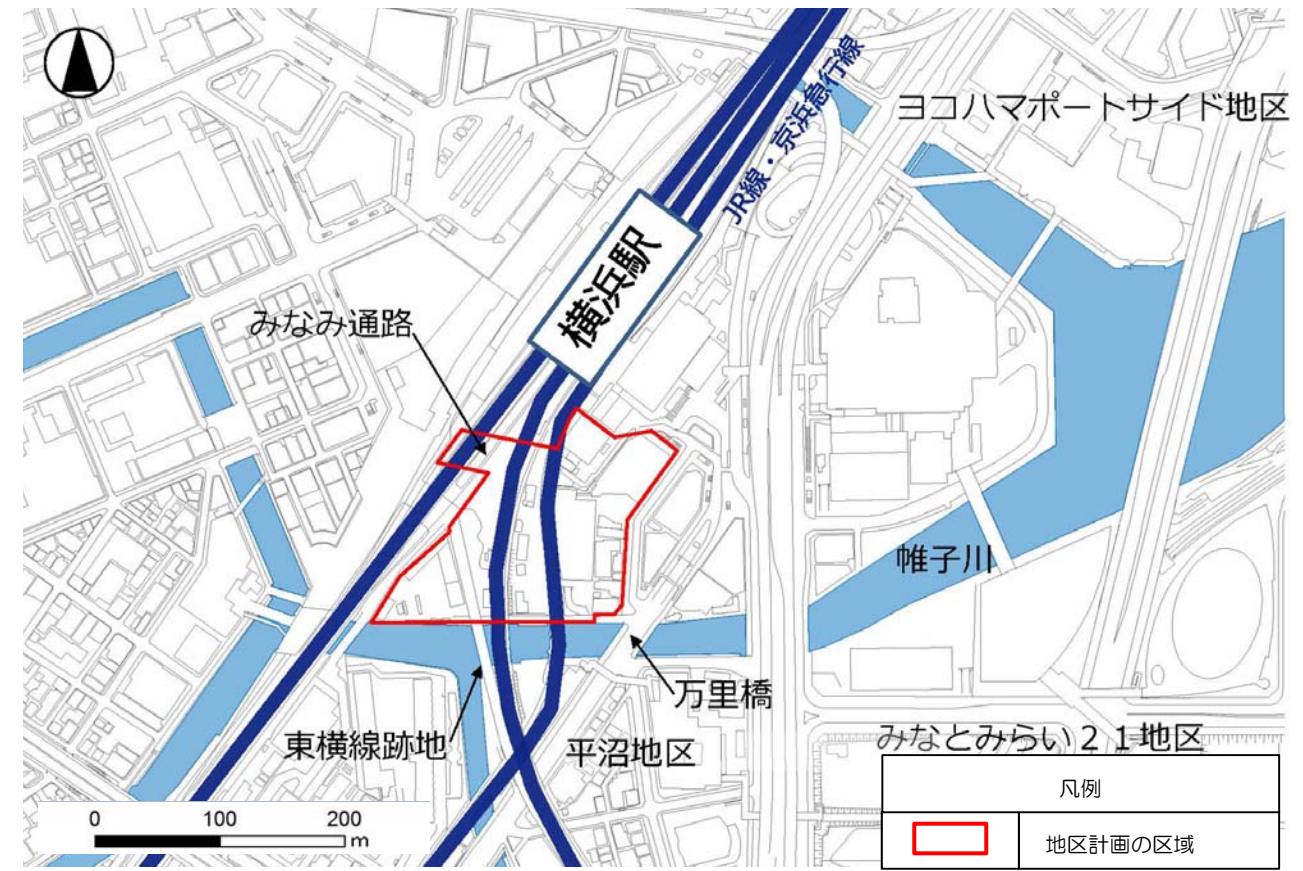 JR線・京浜急行線
ヨコハマポートサイド地区
横浜駅
みなみ通路
帷子川
万里橋
東横線跡地
平沼地区
みなとみらい２１地区
0 100 200
m
凡例
地区計画の区域